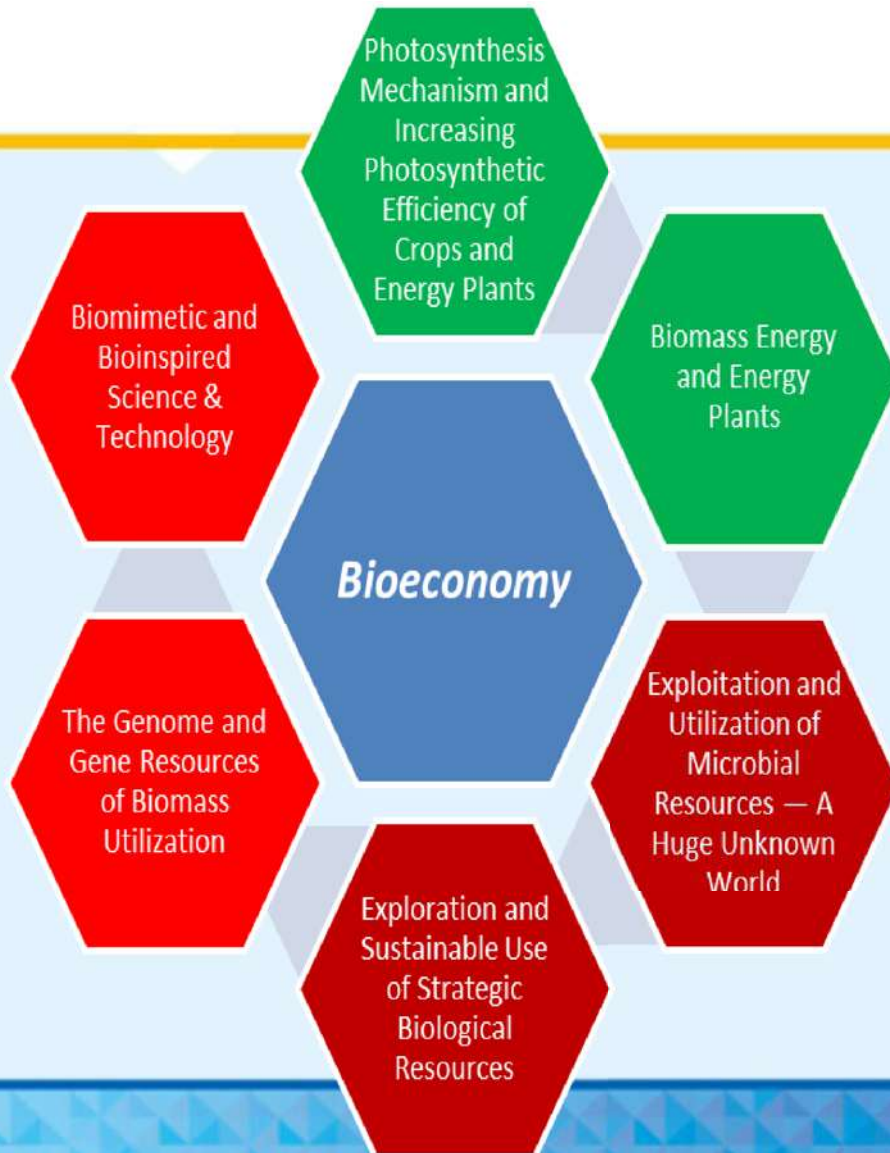 Photosynthesis
Mechanism and
Increasing
Photosynthetic
Efficiency of
Crops and
Energy Plants
Biomass Energy
and Energy
Plants
Exploitation and
Utilization of
Microbial
Resources — A
Huge Unknown
World
Exploration and
Sustainable Use
of Strategic
Biological
Resources
The Genome and
Gene Resources
of Biomass
Utilization
Biomimetic and
Bioinspired
Science &
Technology
Bioeconomy